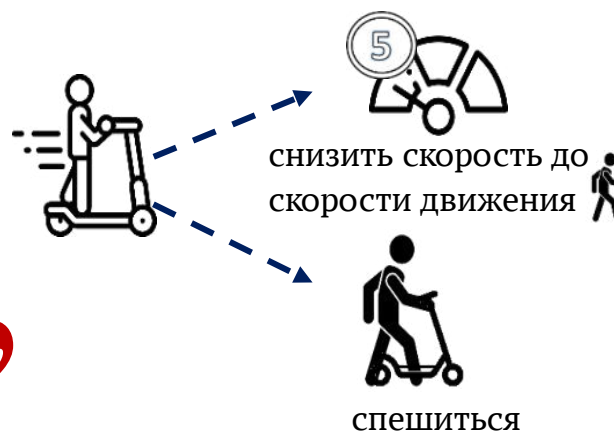 5
снизить скорость до
скорости движения
спешиться